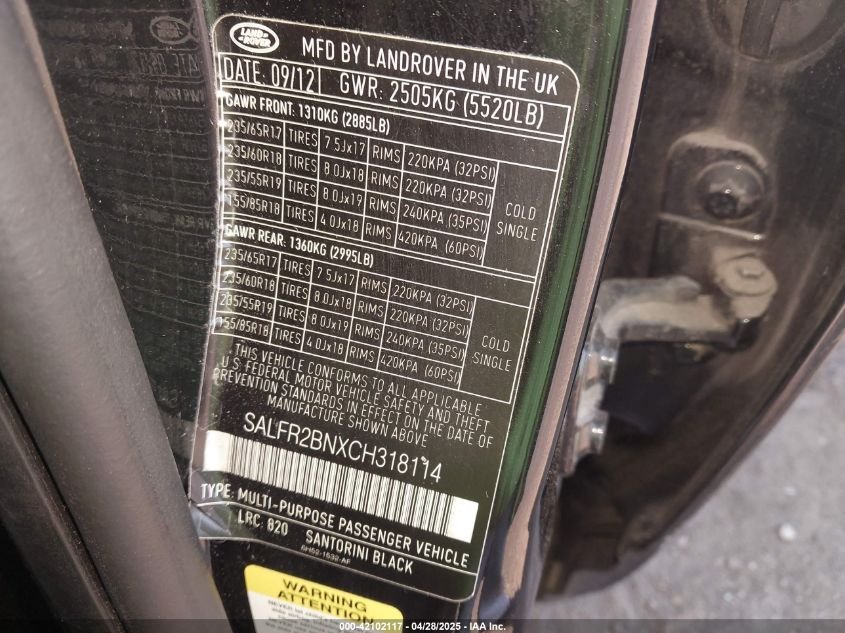 LAND
ROVER
MFD BY LANDROVER IN THE UK
DATE: 09/12 GWR: 2505KG (5520LB)
GAWR FRONT: 1310KG (2885LB)
235/65R17 TIRES 7.5Jx17 RIMS 220KPA (32PSI)
235/60R18 TIRES 8.0Jx18 RIMS 220KPA (32PSI)
235/55R19 TIRES 8.0Jx19 RIMS 240KPA (35PSI)
155/85R18 TIRES 4.0Jx18 RIMS 420KPA (60PSI)
COLD
SINGLE
GAWR REAR: 1360KG (2995LB)
235/65R17 TIRES 7.5Jx17 RIMS 220KPA (32PSI)
235/60R18 TIRES 8.0Jx18 RIMS 220KPA (32PSI)
235/55R19 TIRES 8.0Jx19 RIMS 240KPA (35PSI)
155/85R18 TIRES 4.0Jx18 RIMS 420KPA (60PSI)
COLD
SINGLE
THIS VEHICLE CONFORMS TO ALL APPLICABLE
U.S FEDERAL MOTOR VEHICLE SAFETY AND THEFT
PREVENTION STANDARDS IN EFFECT ON THE DATE OF
MANUFACTURE SHOWN ABOVE
SALFR2BNXCH318114
TYPE: MULTI-PURPOSE PASSENGER VEHICLE
LRC: 820 SANTORINI BLACK
6H52-1532-AF
WARNING
ATTENTION
000-42102117 - 04/28/2025 - IAA Inc.